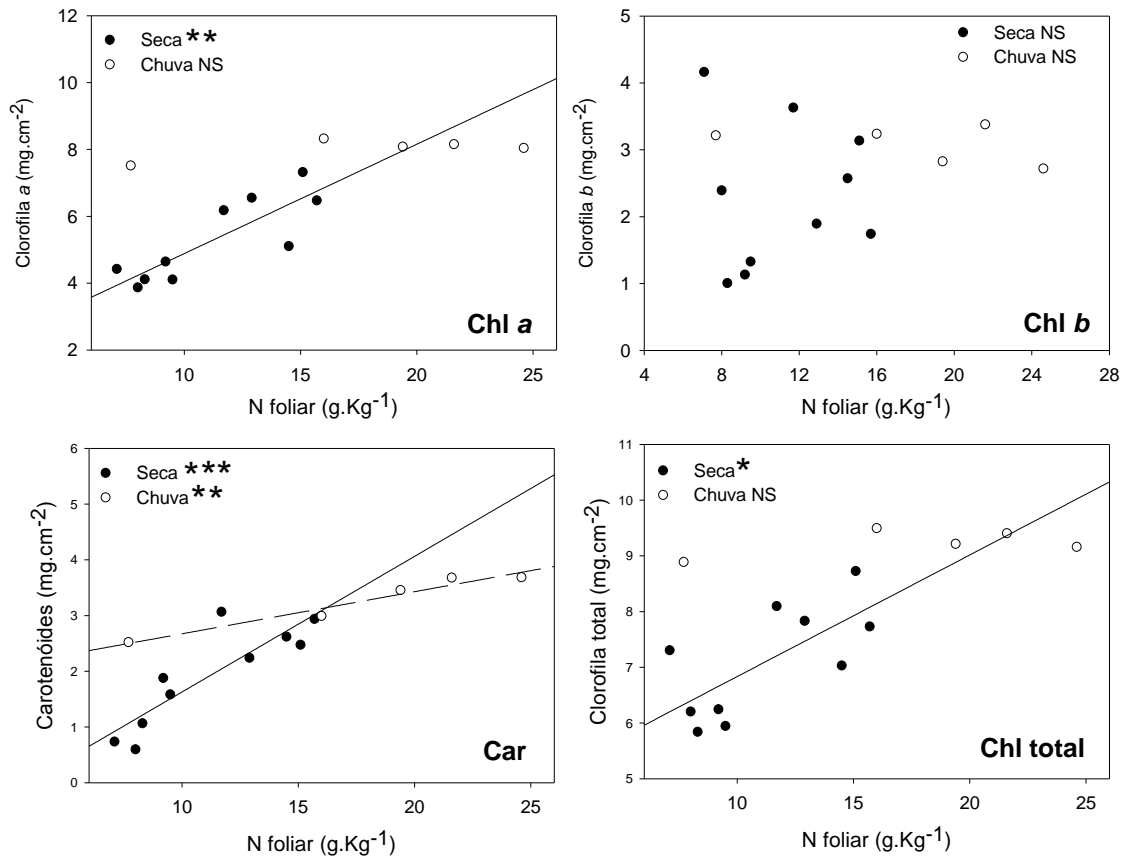 12
10
8
6
4
2
Clorofila a (mg.cm-2)
Seca **
Chuva NS
Chl a
10 15 20 25
N foliar (g.Kg-1)
5
4
3
2
1
0
Clorofila b (mg.cm-2)
Seca NS
Chuva NS
Chl b
4 8 12 16 20 24 28
N foliar (g.Kg-1)
6
5
4
3
2
1
0
Carotenóides (mg.cm-2)
Seca ***
Chuva **
Car
10 15 20 25
N foliar (g.Kg-1)
11
10
9
8
7
6
5
Clorofila total (mg.cm-2)
Seca *
Chuva NS
Chl total
10 15 20 25
N foliar (g.Kg-1)